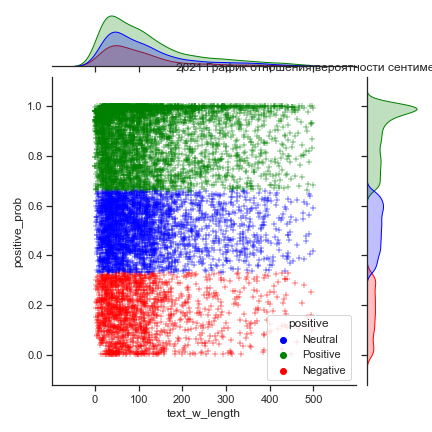 2021 График отношения вероятности сентиме
1.0
0.8
0.6
0.4
0.2
0.0
positive_prob
positive
Neutral
Positive
Negative
0 100 200 300 400 500
text_w_length